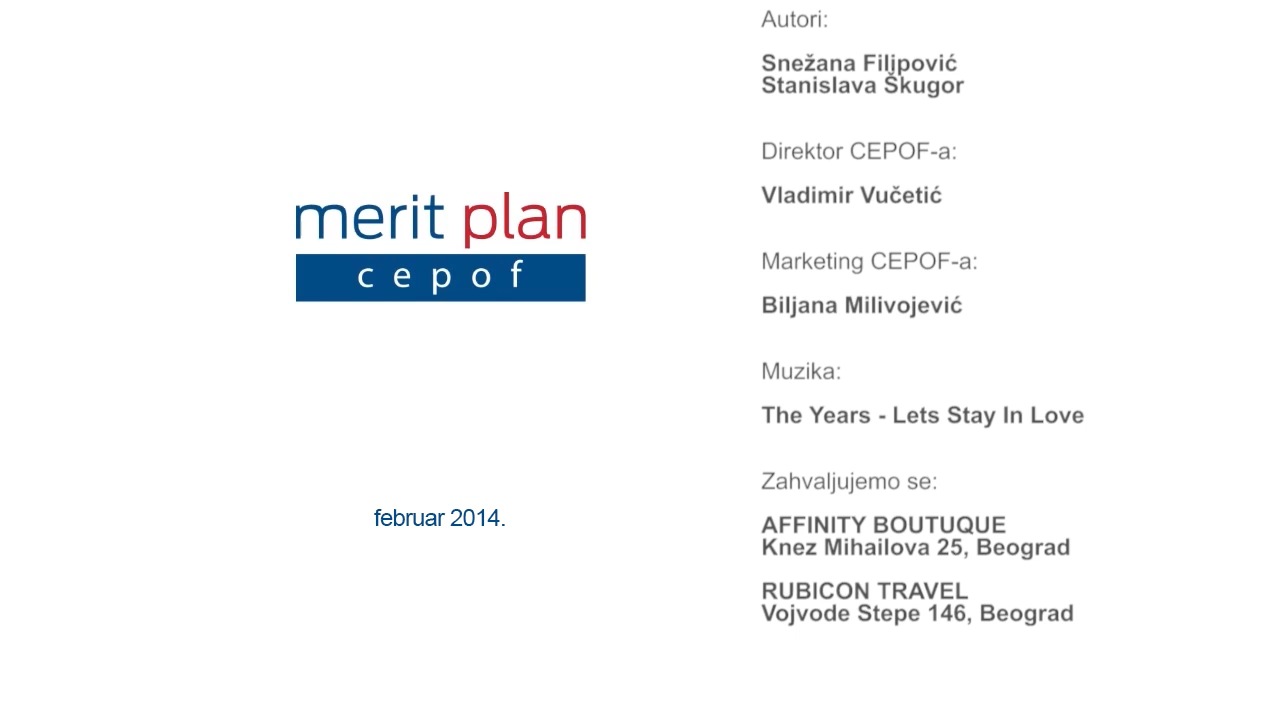 merit plan
cepof
februar 2014.
Autori:
Snežana Filipović
Stanislava Škugor
Direktor CEPOF-a:
Vladimir Vučetić
Marketing CEPOF-a:
Biljana Milivojević
Muzika:
The Years - Lets Stay In Love
Zahvaljujemo se:
AFFINITY BOUTUQUE
Knez Mihailova 25, Beograd
RUBICON TRAVEL
Vojvode Stepe 146, Beograd